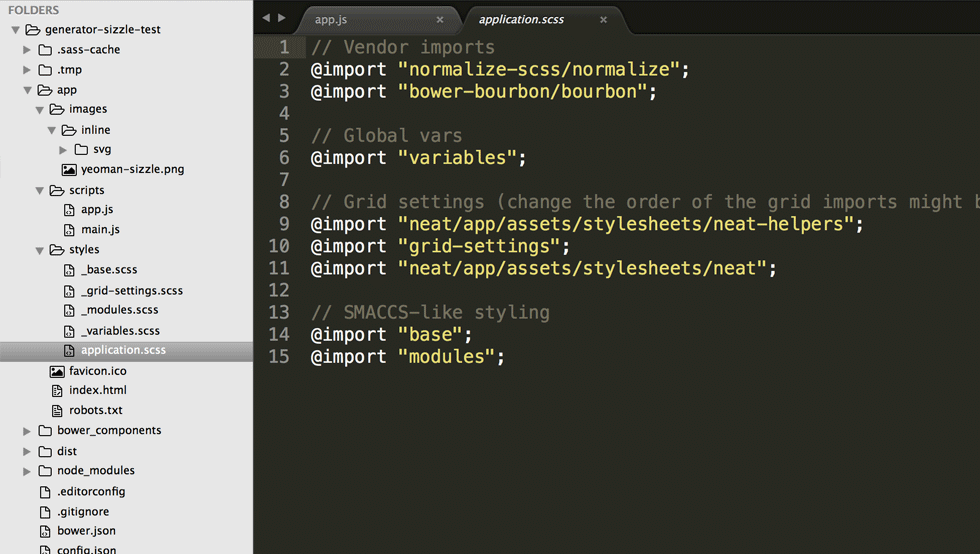 FOLDERS
generator-sizzle-test
.sass-cache
.tmp
app
images
inline
svg
yeoman-sizzle.png
scripts
app.js
main.js
styles
_base.scss
_grid-settings.scss
_modules.scss
_variables.scss
application.scss
favicon.ico
index.html
robots.txt
bower_components
dist
node_modules
.editorconfig
.gitignore
bower.json
config.json
app.js × application.scss ×
1 // Vendor imports
2 @import "normalize-scss/normalize";
3 @import "bower-bourbon/bourbon";
4
5 // Global vars
6 @import "variables";
7
8 // Grid settings (change the order of the grid imports might b
9 @import "neat/app/assets/stylesheets/neat-helpers";
10 @import "grid-settings";
11 @import "neat/app/assets/stylesheets/neat";
12
13 // SMACCS-like styling
14 @import "base";
15 @import "modules";